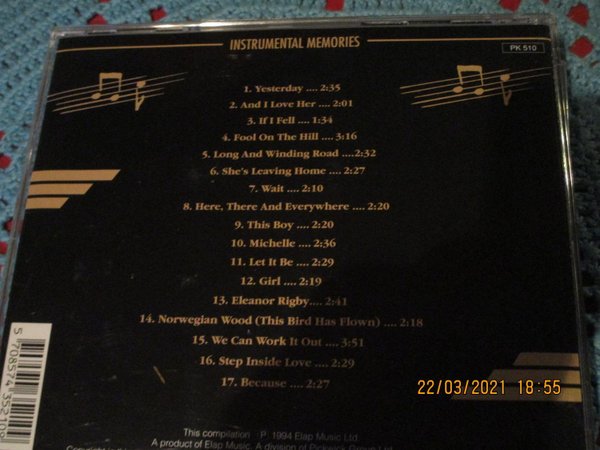 INSTRUMENTAL MEMORIES
PK 510
1. Yesterday .... 2:35
2. And I Love Her .... 2:01
3. If I Fell .... 1:34
4. Fool On The Hill .... 3:16
5. Long And Winding Road ....2:32
6. She's Leaving Home .... 2:27
7. Wait .... 2:10
8. Here, There And Everywhere .... 2:20
9. This Boy .... 2:20
10. Michelle .... 2:36
11. Let It Be .... 2:29
12. Girl .... 2:19
13. Eleanor Rigby.... 2:41
14. Norwegian Wood (This Bird Has Flown) .... 2:18
15. We Can Work It Out .... 3:51
16. Step Inside Love .... 2:29
17. Because .... 2:27
5 708574 352109
22/03/2021 18:55
This compilation P. 1994 Elap Music Ltd.
A product of Elap Music. A division of Pickwick Group Ltd.